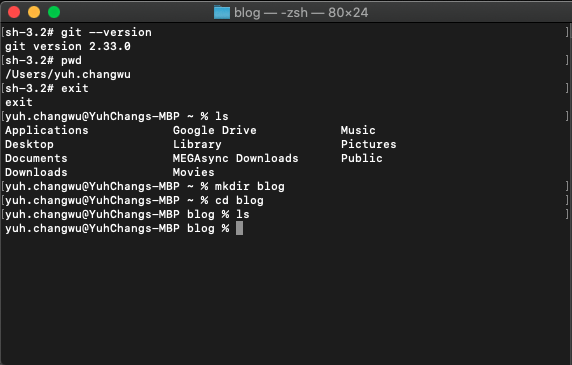 blog — -zsh — 80×24
[sh-3.2# git --version ]
git version 2.33.0
[sh-3.2# pwd ]
/Users/yuh.changwu
[sh-3.2# exit ]
exit
[yuh.changwu@YuhChangs-MBP ~ % ls ]
Applications Google Drive Music
Desktop Library Pictures
Documents MEGAsync Downloads Public
Downloads Movies
[yuh.changwu@YuhChangs-MBP ~ % mkdir blog ]
[yuh.changwu@YuhChangs-MBP ~ % cd blog ]
[yuh.changwu@YuhChangs-MBP blog % ls ]
yuh.changwu@YuhChangs-MBP blog %